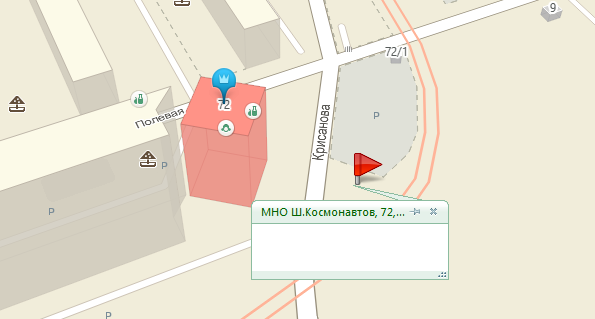 9
72/1
72
Полевая
P
Крисанова
P
P
МНО Ш.Космонавтов, 72,...
P